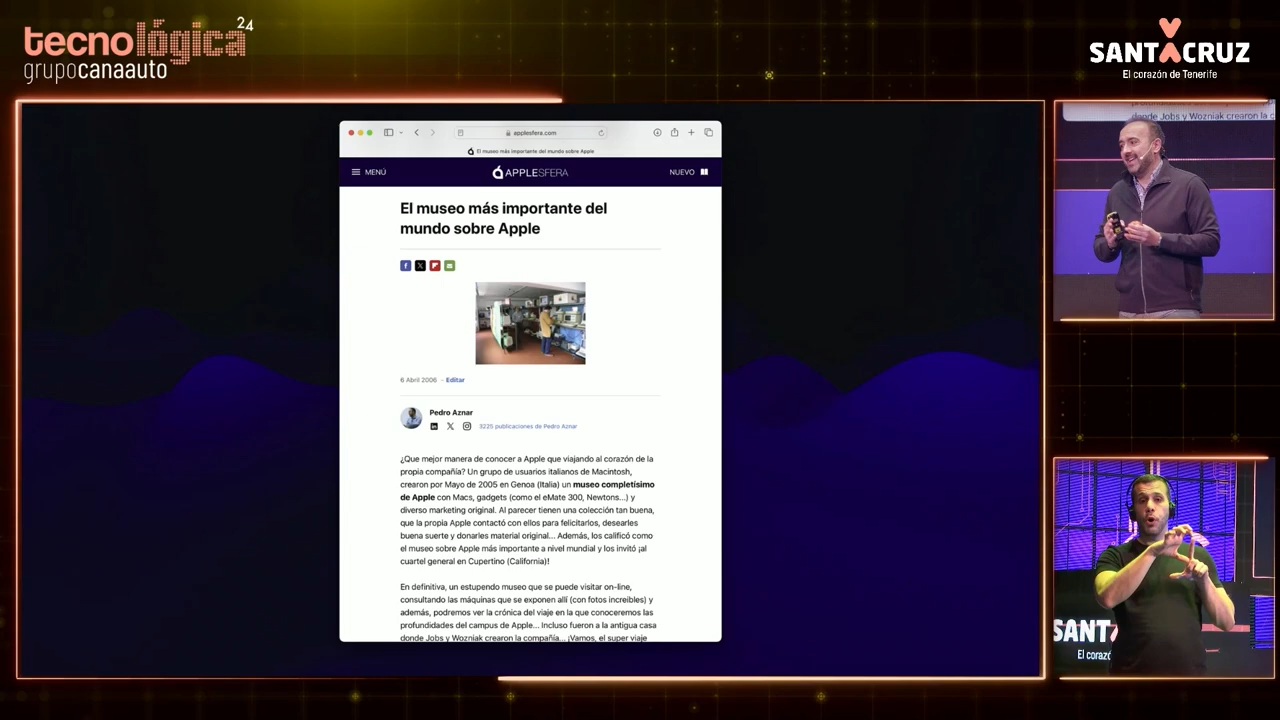 tecnológica24
grupocanaauto
SANTACRUZ
El corazón de Tenerife
applesfera.com
El museo más importante del mundo sobre Apple
MENÚ
APPLESFERA
NUEVO
El museo más importante del
mundo sobre Apple
6 Abril 2006 - Editar
Pedro Aznar
3225 publicaciones de Pedro Aznar
¿Que mejor manera de conocer a Apple que viajando al corazón de la
propia compañía? Un grupo de usuarios italianos de Macintosh,
crearon por Mayo de 2005 en Genoa (Italia) un museo completísimo
de Apple con Macs, gadgets (como el eMate 300, Newtons...) y
diverso marketing original. Al parecer tienen una colección tan buena,
que la propia Apple contactó con ellos para felicitarlos, desearles
buena suerte y donarles material original... Además, los calificó como
el museo sobre Apple más importante a nivel mundial y los invitó ¡al
cuartel general en Cupertino (California)!
En definitiva, un estupendo museo que se puede visitar on-line,
consultando las máquinas que se exponen allí (con fotos increibles) y
además, podremos ver la crónica del viaje en la que conoceremos las
profundidades del campus de Apple... Incluso fueron a la antigua casa
donde Jobs y Wozniak crearon la compañía... ¡Vamos, el super viaje
donde Jobs y Wozniak crearon la c
SANT
El corazó